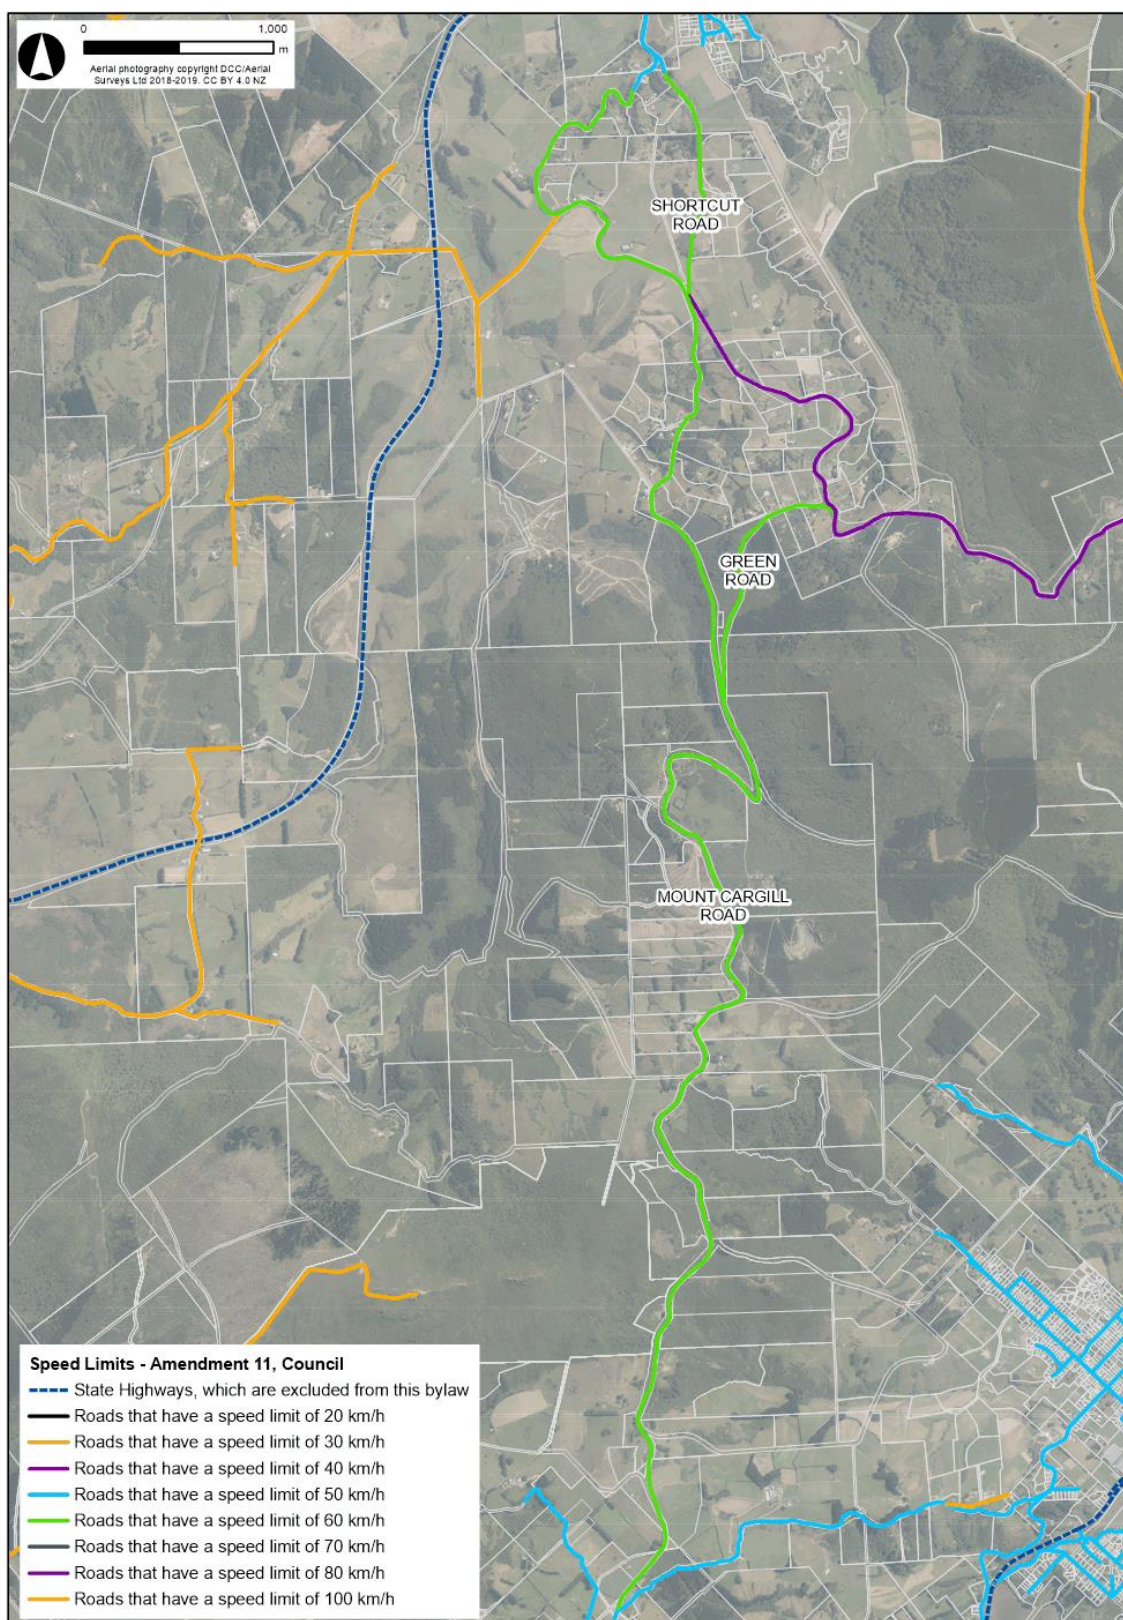 0 1,000
m
Aerial photography copyright DCC/Aerial
Surveys Ltd 2018-2019. CC BY 4.0 NZ
SHORTCUT
ROAD
GREEN
ROAD
MOUNT CARGILL
ROAD
Speed Limits - Amendment 11, Council
State Highways, which are excluded from this bylaw
Roads that have a speed limit of 20 km/h
Roads that have a speed limit of 30 km/h
Roads that have a speed limit of 40 km/h
Roads that have a speed limit of 50 km/h
Roads that have a speed limit of 60 km/h
Roads that have a speed limit of 70 km/h
Roads that have a speed limit of 80 km/h
Roads that have a speed limit of 100 km/h